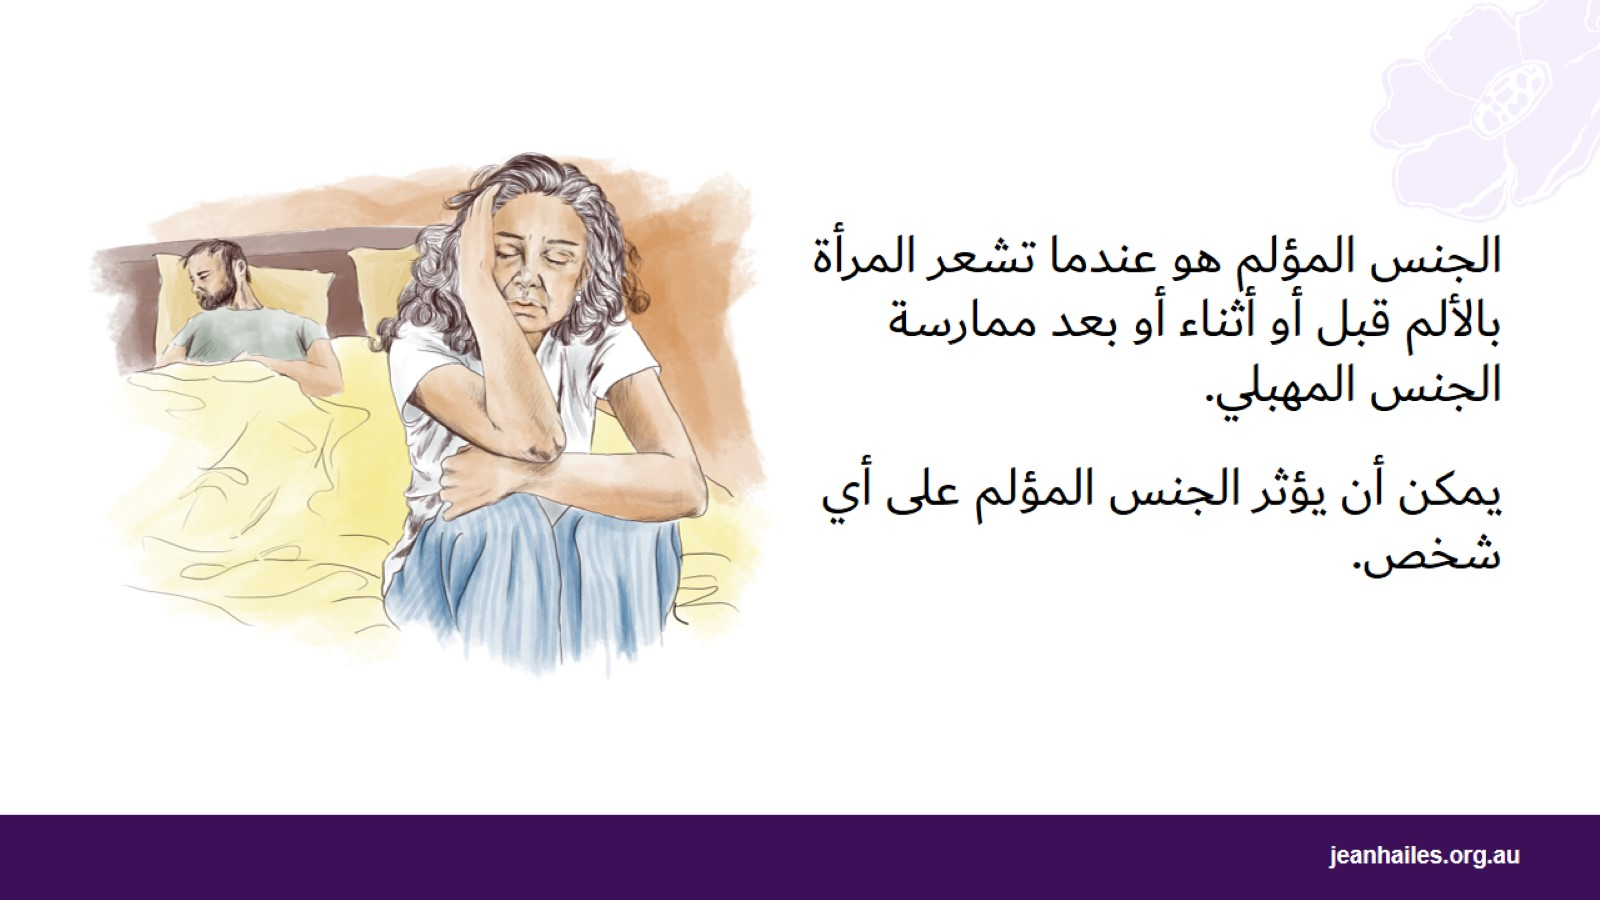 الجنس المؤلم هو عندما تشعر المرأة
بالألم قبل أو أثناء أو بعد ممارسة
الجنس المهبلي.
يمكن أن يؤثر الجنس المؤلم على أي
شخص.
jeanhailes.org.au